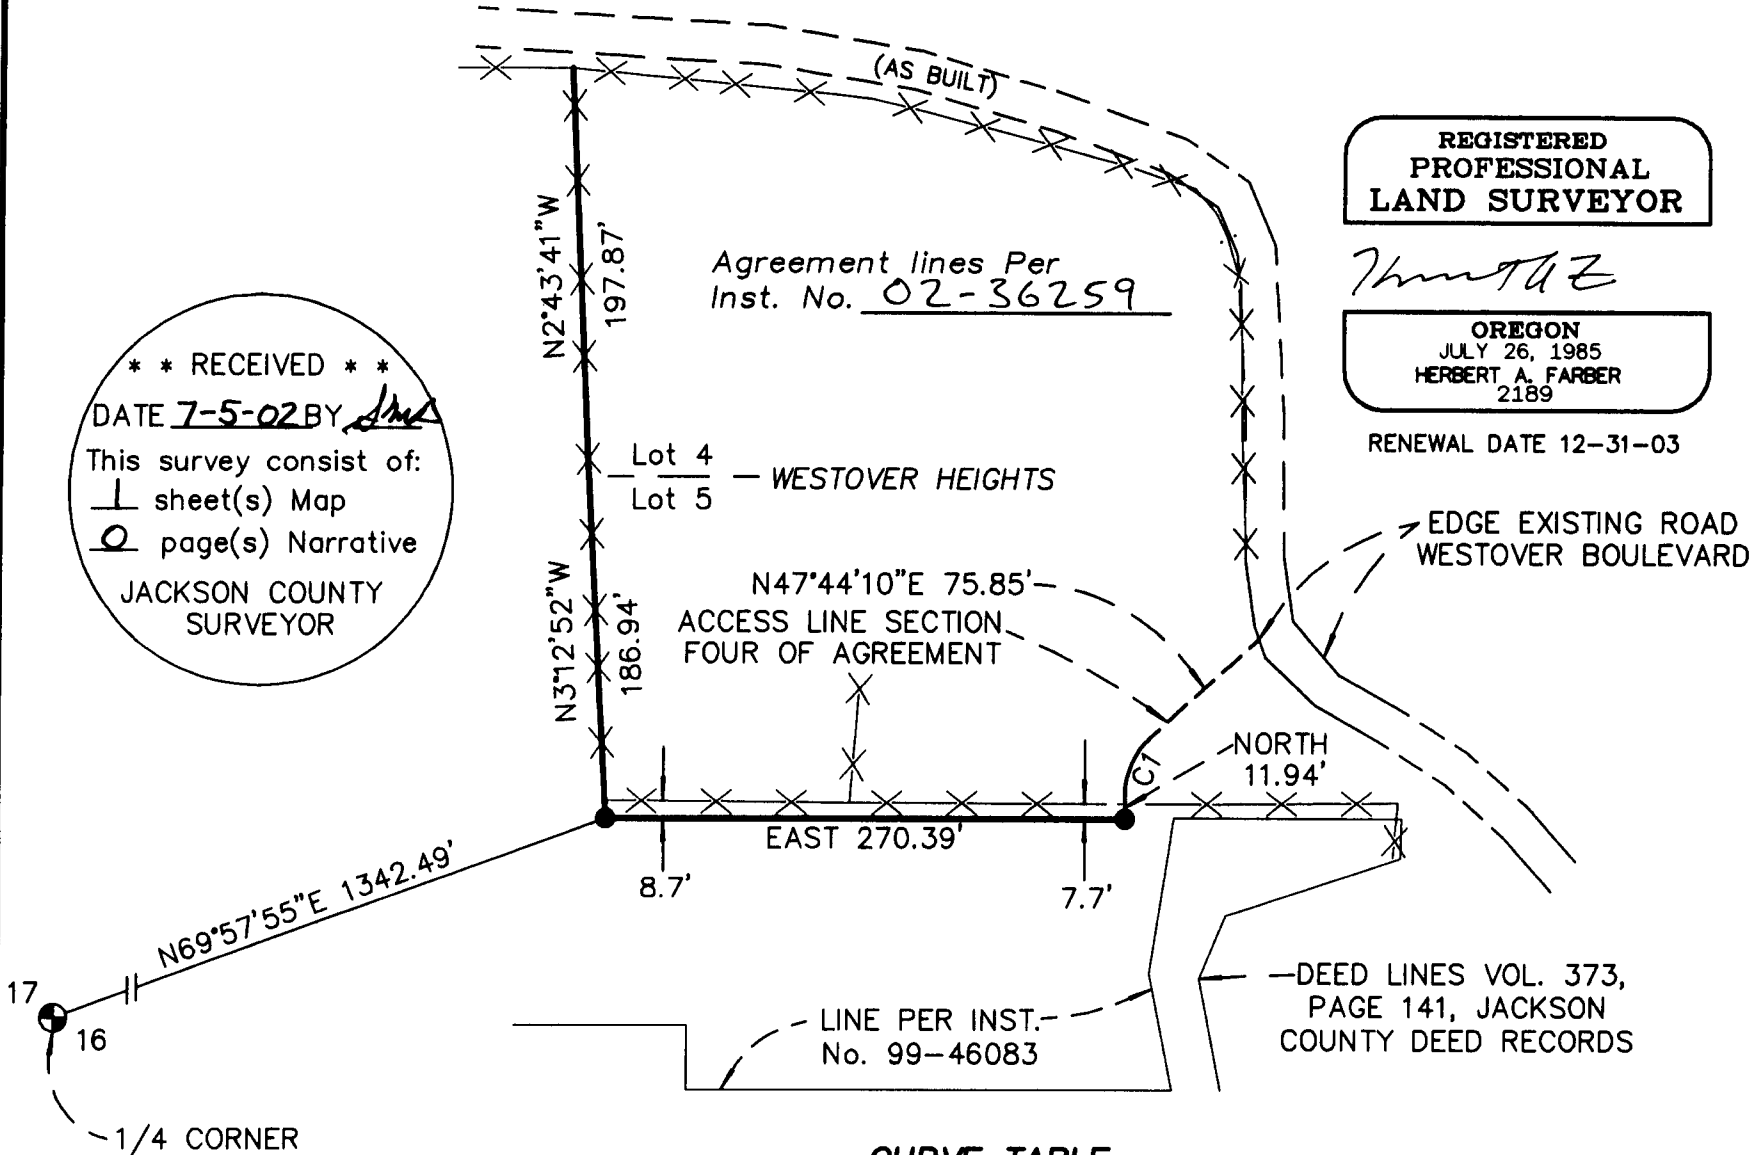 (AS BUILT)
REGISTERED
PROFESSIONAL
LAND SURVEYOR
OREGON
JULY 26, 1985
HERBERT A. FARBER
2189
RENEWAL DATE 12-31-03
N2°43'41"W
197.87'
Agreement lines Per
Inst. No. 02-36259
* * RECEIVED * *
DATE 7-5-02 BY
This survey consist of:
1 sheet(s) Map
0 page(s) Narrative
JACKSON COUNTY
SURVEYOR
Lot 4
Lot 5
WESTOVER HEIGHTS
EDGE EXISTING ROAD
WESTOVER BOULEVARD
N3°12'52"W
186.94'
N47°44'10"E 75.85'
ACCESS LINE SECTION
FOUR OF AGREEMENT
C1
NORTH
11.94'
EAST 270.39'
8.7'
7.7'
N69°57'55"E 1342.49'
17
16
1/4 CORNER
LINE PER INST.
No. 99-46083
DEED LINES VOL. 373,
PAGE 141, JACKSON
COUNTY DEED RECORDS
CURVE TABLE